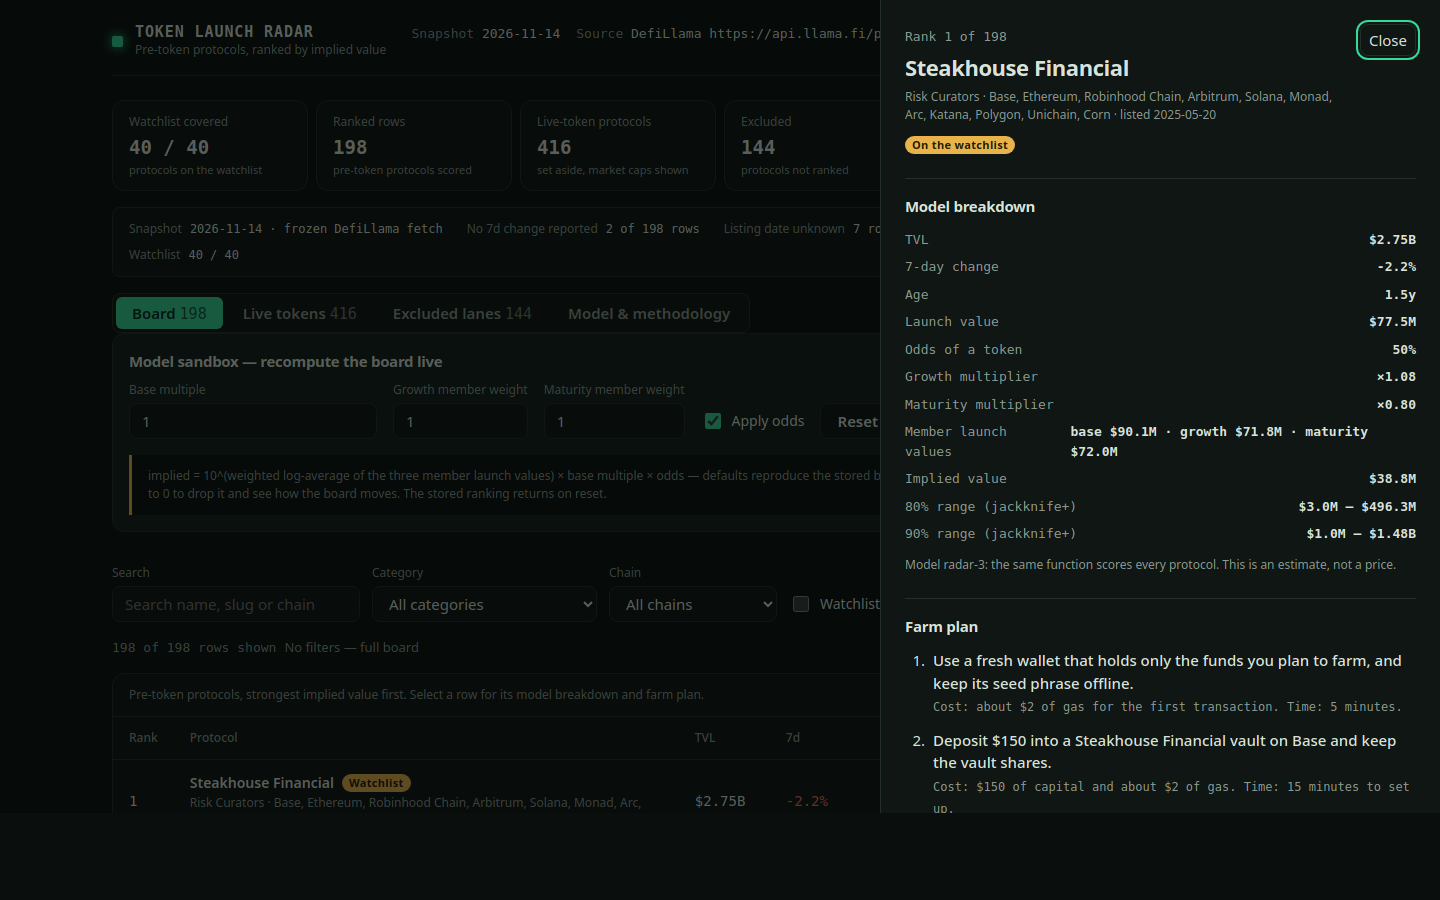 TOKEN LAUNCH RADAR
Pre-token protocols, ranked by implied value
Snapshot 2026-11-14 Source DefiLlama https://api.llama.fi/p
Watchlist covered
40 / 40
protocols on the watchlist
Ranked rows
198
pre-token protocols scored
Live-token protocols
416
set aside, market caps shown
Excluded
144
protocols not ranked
Snapshot 2026-11-14 · frozen DefiLlama fetch No 7d change reported 2 of 198 rows Listing date unknown 7 ro
Watchlist 40 / 40
Board 198 Live tokens 416 Excluded lanes 144 Model & methodology
Model sandbox — recompute the board live
Base multiple Growth member weight Maturity member weight
1 1 1 Apply odds Reset
implied = 10^(weighted log-average of the three member launch values) × base multiple × odds — defaults reproduce the stored b
to 0 to drop it and see how the board moves. The stored ranking returns on reset.
Search Category Chain
Search name, slug or chain All categories All chains Watchlist
198 of 198 rows shown No filters — full board
Pre-token protocols, strongest implied value first. Select a row for its model breakdown and farm plan.
Rank Protocol TVL 7d
1 Steakhouse Financial Watchlist $2.75B -2.2%
Risk Curators · Base, Ethereum, Robinhood Chain, Arbitrum, Solana, Monad, Arc,
Rank 1 of 198
Close
Steakhouse Financial
Risk Curators · Base, Ethereum, Robinhood Chain, Arbitrum, Solana, Monad,
Arc, Katana, Polygon, Unichain, Corn · listed 2025-05-20
On the watchlist
Model breakdown
TVL $2.75B
7-day change -2.2%
Age 1.5y
Launch value $77.5M
Odds of a token 50%
Growth multiplier ×1.08
Maturity multiplier ×0.80
Member launch values base $90.1M · growth $71.8M · maturity $72.0M
Implied value $38.8M
80% range (jackknife+) $3.0M — $496.3M
90% range (jackknife+) $1.0M — $1.48B
Model radar-3: the same function scores every protocol. This is an estimate, not a price.
Farm plan
1. Use a fresh wallet that holds only the funds you plan to farm, and
keep its seed phrase offline.
Cost: about $2 of gas for the first transaction. Time: 5 minutes.
2. Deposit $150 into a Steakhouse Financial vault on Base and keep
the vault shares.
Cost: $150 of capital and about $2 of gas. Time: 15 minutes to set
up.